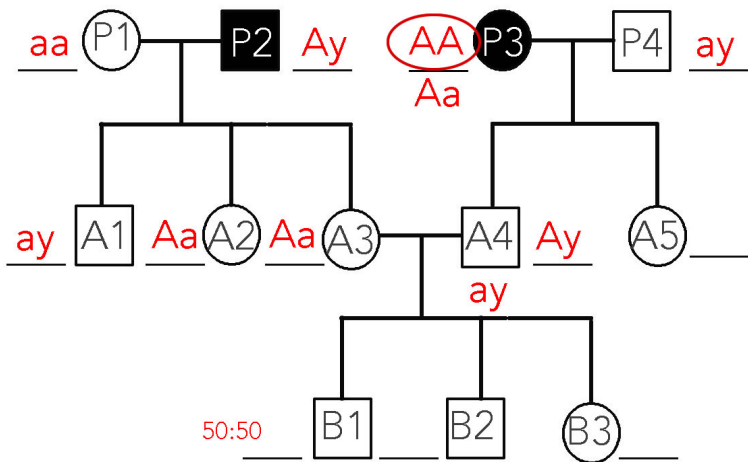 aa P1 P2 Ay AA P3 P4 ay
Aa
ay A1 Aa A2 Aa A3 A4 Ay A5
ay
50:50 B1 B2 B3